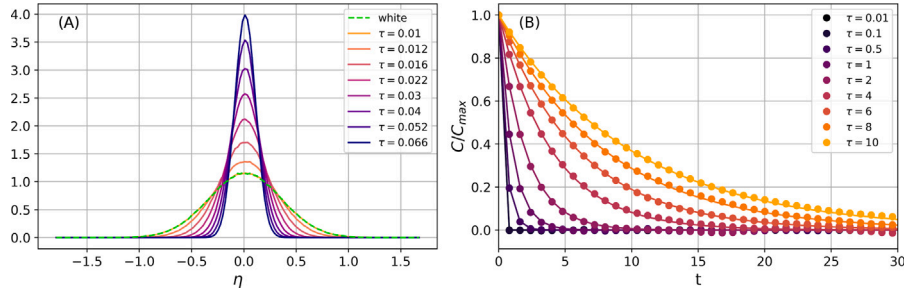 (A)
4.0
3.5
3.0
2.5
2.0
1.5
1.0
0.5
0.0
−1.5 −1.0 −0.5 0.0 0.5 1.0 1.5
η
white
τ = 0.01
τ = 0.012
τ = 0.016
τ = 0.022
τ = 0.03
τ = 0.04
τ = 0.052
τ = 0.066
(B)
C/Cmax
1.0
0.8
0.6
0.4
0.2
0.0
0 5 10 15 20 25 30
t
τ = 0.01
τ = 0.1
τ = 0.5
τ = 1
τ = 2
τ = 4
τ = 6
τ = 8
τ = 10